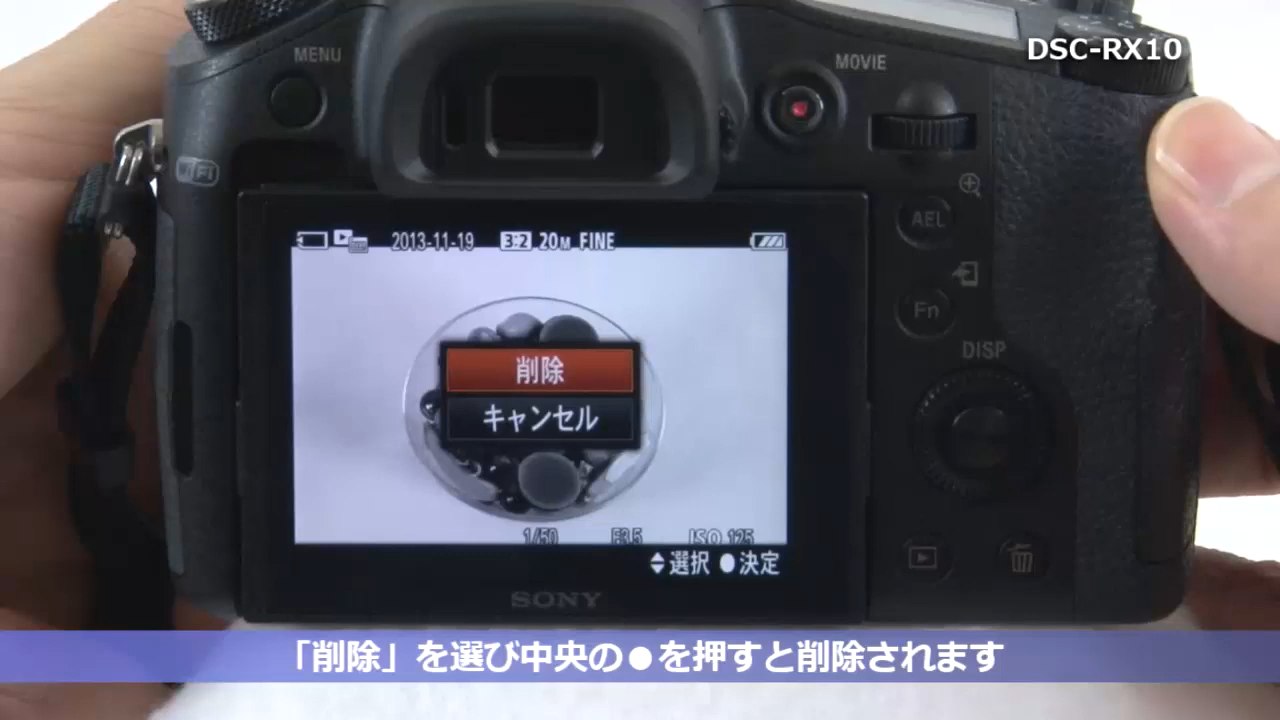 DSC-RX10
MENU
MOVIE
WiFi
AEL
Fn
DISP
2013-11-19 3:2 20M FINE
削除
キャンセル
1/50 F3.5 ISO 125
選択 ●決定
SONY
「削除」を選び中央の●を押すと削除されます